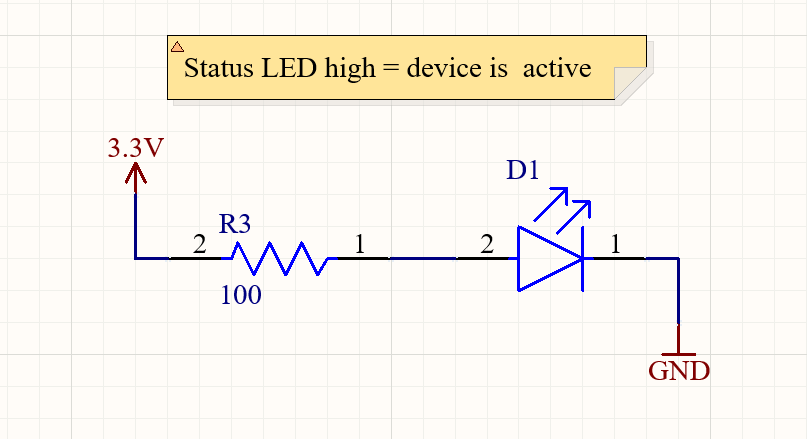 Status LED high = device is  active
3.3V
D1
R3
2
1
2
1
100
GND